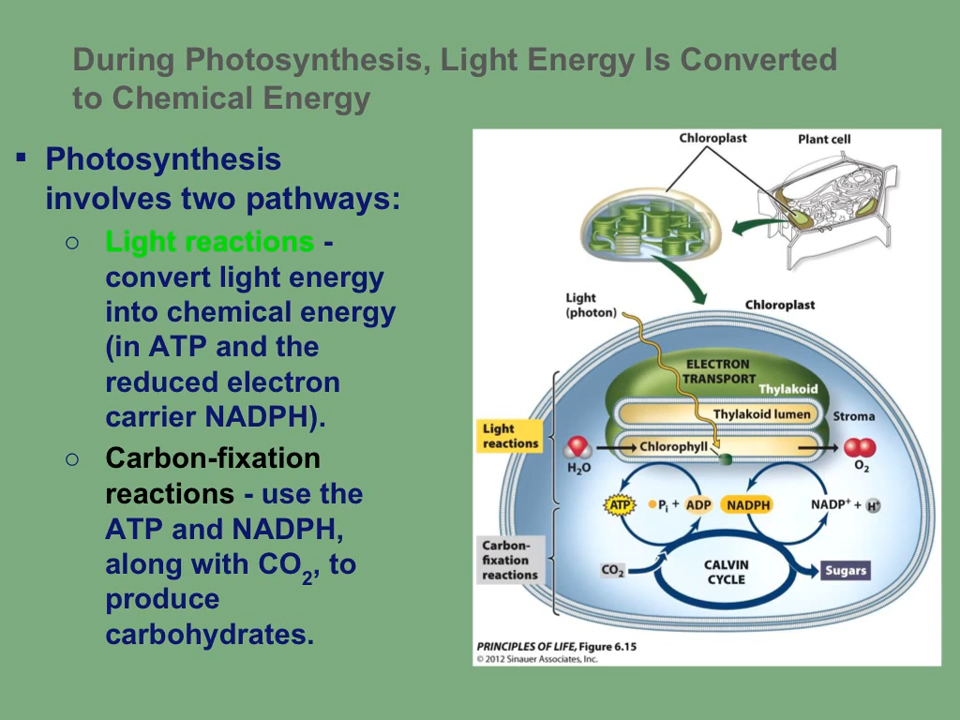 During Photosynthesis, Light Energy Is Converted
to Chemical Energy
▪ Photosynthesis
involves two pathways:
○ Light reactions -
convert light energy
into chemical energy
(in ATP and the
reduced electron
carrier NADPH).
○ Carbon-fixation
reactions - use the
ATP and NADPH,
along with CO2, to
produce
carbohydrates.
Chloroplast
Plant cell
Light
(photon)
Chloroplast
ELECTRON
TRANSPORT
Thylakoid
Thylakoid lumen
Stroma
Light
reactions
H2O
Chlorophyll
O2
ATP
Pi + ADP
NADPH
NADP+ + H+
Carbon-
fixation
reactions
CO2
CALVIN
CYCLE
Sugars
PRINCIPLES OF LIFE, Figure 6.15
© 2012 Sinauer Associates, Inc.